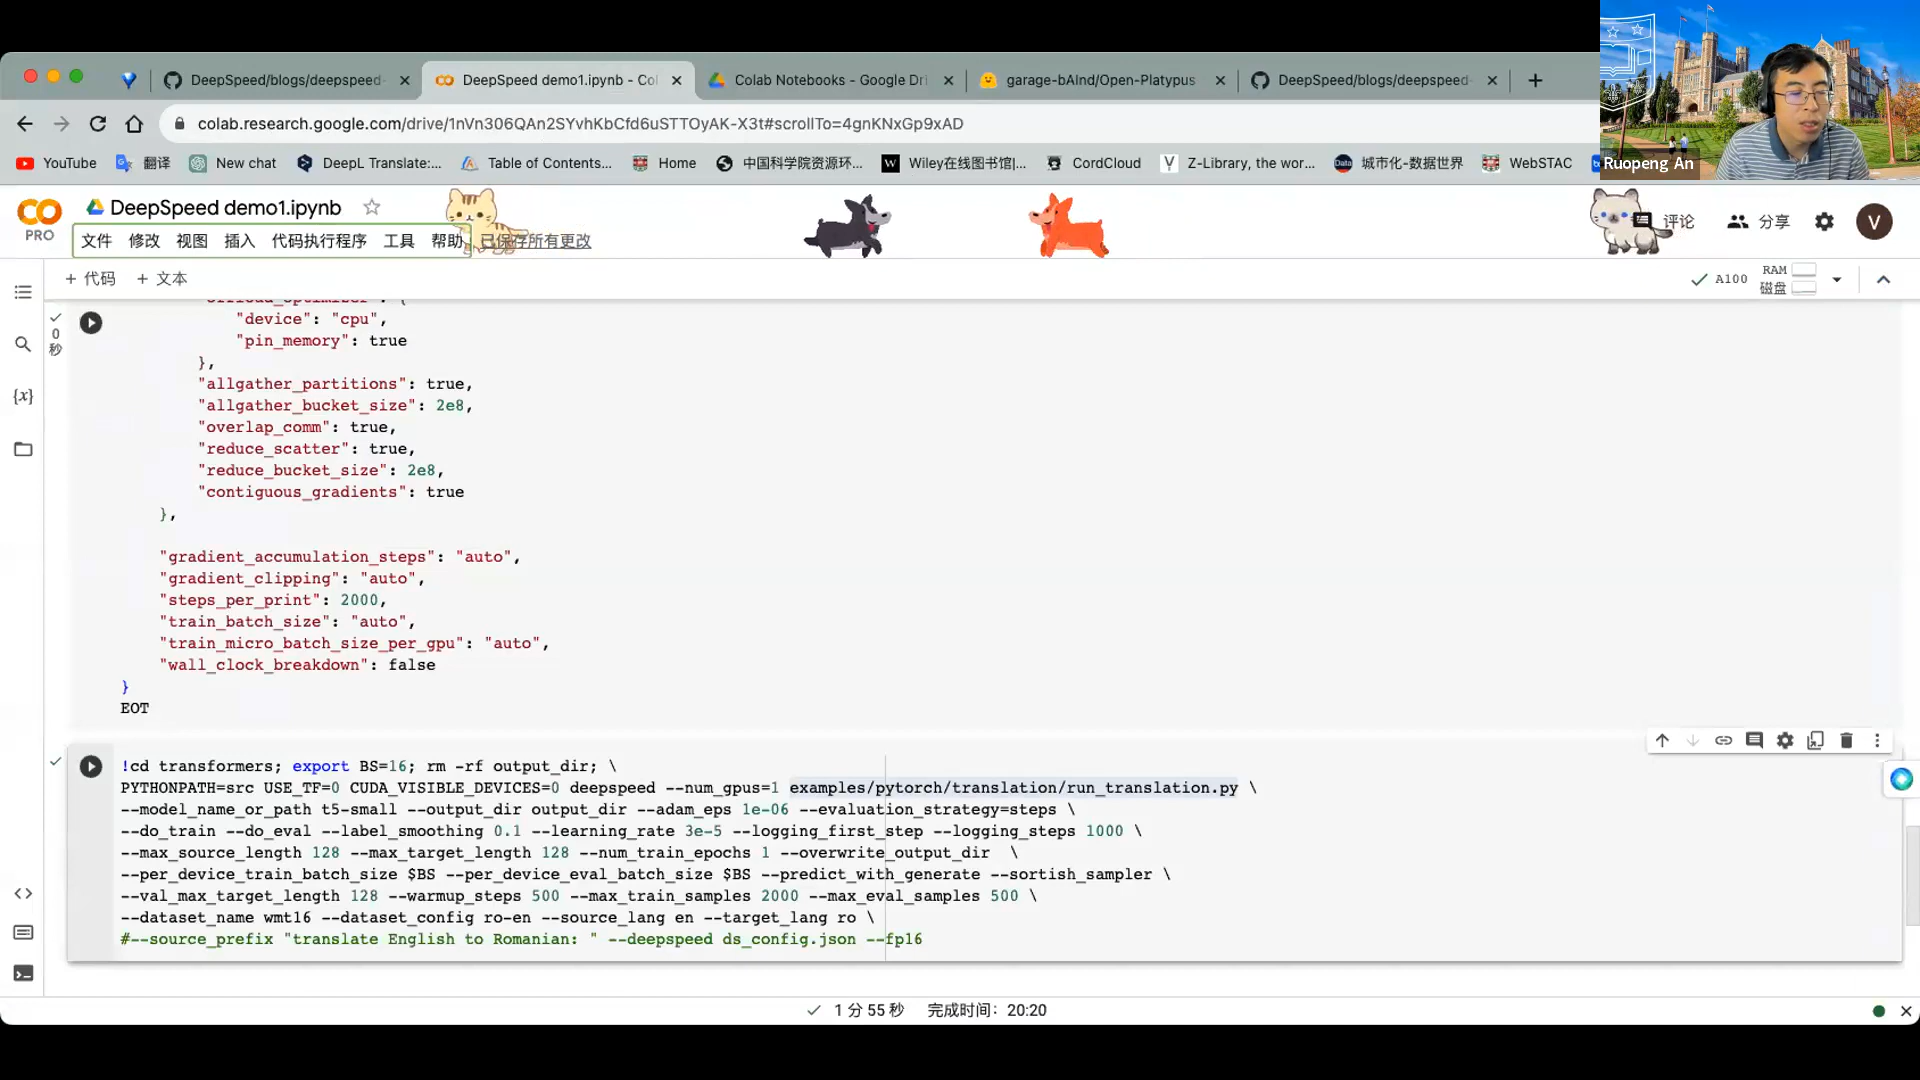 DeepSpeed/blogs/deepspeed-
DeepSpeed demo1.ipynb - Co
Colab Notebooks - Google Dri
garage-bAInd/Open-Platypus
DeepSpeed/blogs/deepspeed-
colab.research.google.com/drive/1nVn306QAn2SYvhKbCfd6uSTTOyAK-X3t#scrollTo=4gnKNxGp9xAD
YouTube
翻译
New chat
DeepL Translate:...
Table of Contents...
Home
中国科学院资源环...
Wiley在线图书馆|...
CordCloud
Z-Library, the wor...
城市化-数据世界
WebSTAC
Ruopeng An
PRO
DeepSpeed demo1.ipynb
文件 修改 视图 插入 代码执行程序 工具 帮助 已保存所有更改
评论
分享
V
+ 代码 + 文本
A100
RAM
磁盘
0
秒
"offload_optimizer": {
"device": "cpu",
"pin_memory": true
},
"allgather_partitions": true,
"allgather_bucket_size": 2e8,
"overlap_comm": true,
"reduce_scatter": true,
"reduce_bucket_size": 2e8,
"contiguous_gradients": true
},
"gradient_accumulation_steps": "auto",
"gradient_clipping": "auto",
"steps_per_print": 2000,
"train_batch_size": "auto",
"train_micro_batch_size_per_gpu": "auto",
"wall_clock_breakdown": false
}
EOT
!cd transformers; export BS=16; rm -rf output_dir; \
PYTHONPATH=src USE_TF=0 CUDA_VISIBLE_DEVICES=0 deepspeed --num_gpus=1 examples/pytorch/translation/run_translation.py \
--model_name_or_path t5-small --output_dir output_dir --adam_eps 1e-06 --evaluation_strategy=steps \
--do_train --do_eval --label_smoothing 0.1 --learning_rate 3e-5 --logging_first_step --logging_steps 1000 \
--max_source_length 128 --max_target_length 128 --num_train_epochs 1 --overwrite_output_dir \
--per_device_train_batch_size $BS --per_device_eval_batch_size $BS --predict_with_generate --sortish_sampler \
--val_max_target_length 128 --warmup_steps 500 --max_train_samples 2000 --max_eval_samples 500 \
--dataset_name wmt16 --dataset_config ro-en --source_lang en --target_lang ro \
#--source_prefix "translate English to Romanian: " --deepspeed ds_config.json --fp16
1 分 55 秒 完成时间：20:20